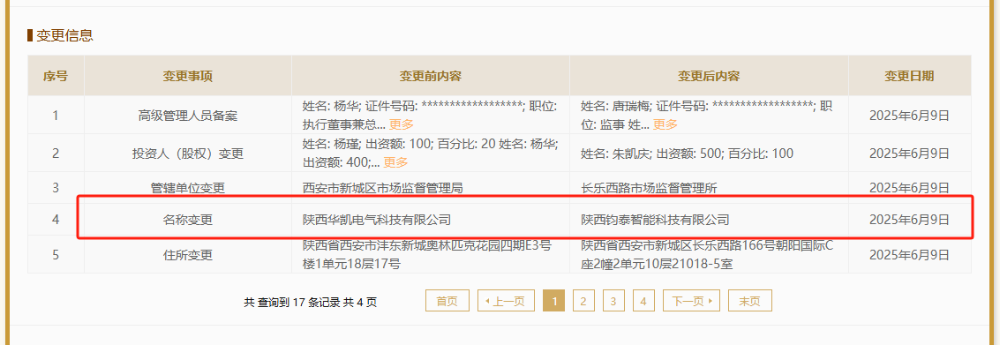 变更信息
序号 变更事项 变更前内容 变更后内容 变更日期
1 高级管理人员备案 姓名: 杨华; 证件号码: ******************; 职位: 执行董事兼总... 更多 姓名: 唐瑞梅; 证件号码: ******************; 职位: 监事 姓... 更多 2025年6月9日
2 投资人（股权）变更 姓名: 杨瑾; 出资额: 100; 百分比: 20 姓名: 杨华; 出资额: 400;... 更多 姓名: 朱凯庆; 出资额: 500; 百分比: 100 2025年6月9日
3 管辖单位变更 西安市新城区市场监督管理局 长乐西路市场监督管理所 2025年6月9日
4 名称变更 陕西华凯电气科技有限公司 陕西钧泰智能科技有限公司 2025年6月9日
5 住所变更 陕西省西安市沣东新城奥林匹克花园四期E3号楼1单元18层17号 陕西省西安市新城区长乐西路166号朝阳国际C座2幢2单元10层21018-5室 2025年6月9日
共 查询到 17 条记录 共 4 页 首页 上一页 1 2 3 4 下一页 末页